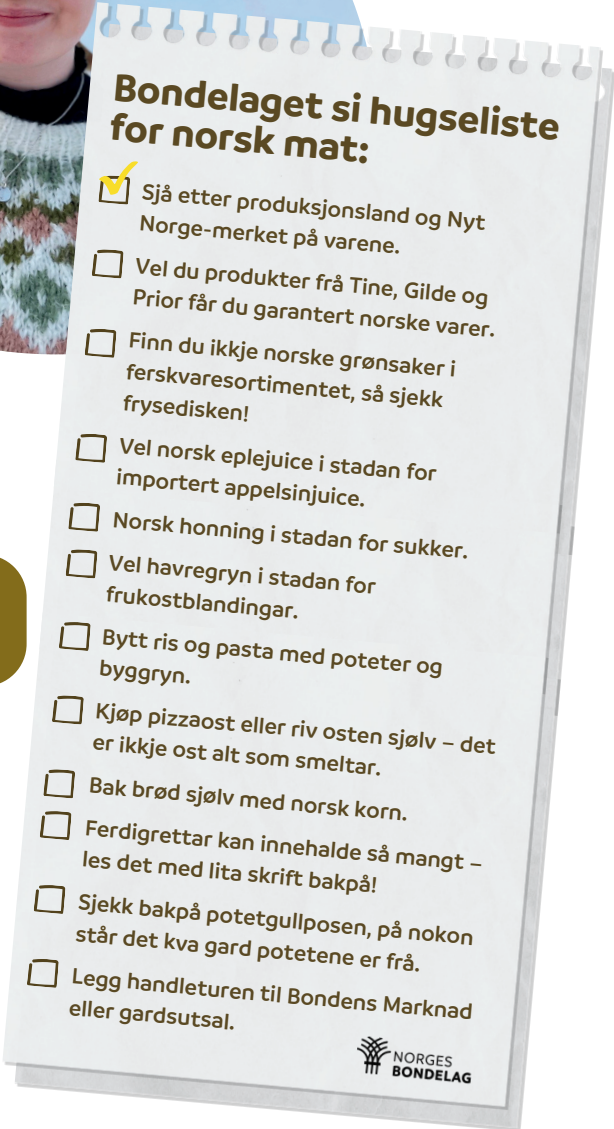 Bondelaget si hugseliste
for norsk mat:
Sjå etter produksjonsland og Nyt
Norge-merket på varene.
Vel du produkter frå Tine, Gilde og
Prior får du garantert norske varer.
Finn du ikkje norske grønsaker i
ferskvaresortimentet, så sjekk
frysedisken!
Vel norsk eplejuice i stadan for
importert appelsinjuice.
Norsk honning i stadan for sukker.
Vel havregryn i stadan for
frukostblandingar.
Bytt ris og pasta med poteter og
byggryn.
Kjøp pizzaost eller riv osten sjølv – det
er ikkje ost alt som smeltar.
Bak brød sjølv med norsk korn.
Ferdigrettar kan innehalde så mangt –
les det med lita skrift bakpå!
Sjekk bakpå potetgullposen, på nokon
står det kva gard potetene er frå.
Legg handleturen til Bondens Marknad
eller gardsutsal.
NORGES
BONDELAG